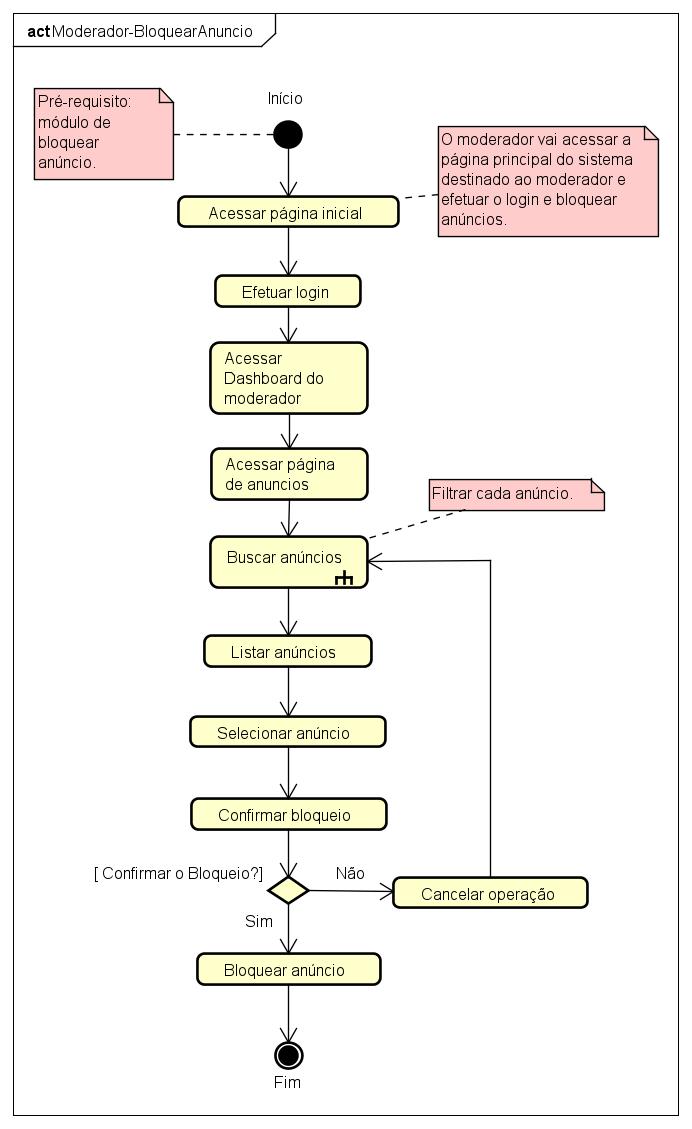 act Moderador-BloquearAnuncio
Início
Pré-requisito:
módulo de
bloquear
anúncio.
O moderador vai acessar a
página principal do sistema
destinado ao moderador e
efetuar o login e bloquear
anúncios.
Acessar página inicial
Efetuar login
Acessar
Dashboard do
moderador
Acessar página
de anuncios
Filtrar cada anúncio.
Buscar anúncios
Listar anúncios
Selecionar anúncio
Confirmar bloqueio
[ Confirmar o Bloqueio?]
Não
Cancelar operação
Sim
Bloquear anúncio
Fim